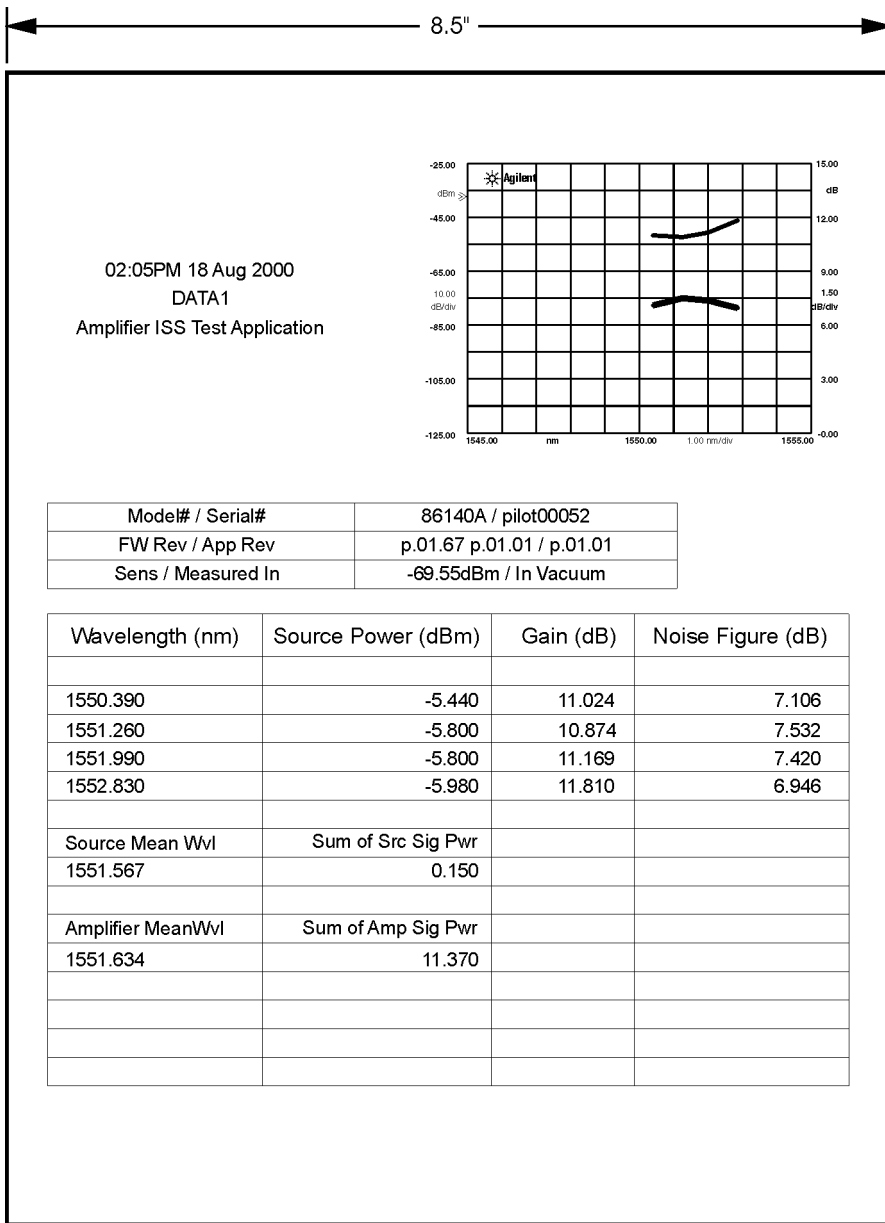 8.5"
-25.00
Agilent
15.00
dBm
dB
-45.00
12.00
02:05PM 18 Aug 2000
DATA1
Amplifier ISS Test Application
-65.00
9.00
10.00
dB/div
1.50
dB/div
-85.00
6.00
-105.00
3.00
-125.00
-0.00
1545.00 nm 1550.00 1.00 nm/div 1555.00
Model# / Serial# 86140A / pilot00052
FW Rev / App Rev p.01.67 p.01.01 / p.01.01
Sens / Measured In -69.55dBm / In Vacuum
Wavelength (nm) Source Power (dBm) Gain (dB) Noise Figure (dB)
1550.390 -5.440 11.024 7.106
1551.260 -5.800 10.874 7.532
1551.990 -5.800 11.169 7.420
1552.830 -5.980 11.810 6.946
Source Mean Wvl Sum of Src Sig Pwr
1551.567 0.150
Amplifier MeanWvl Sum of Amp Sig Pwr
1551.634 11.370